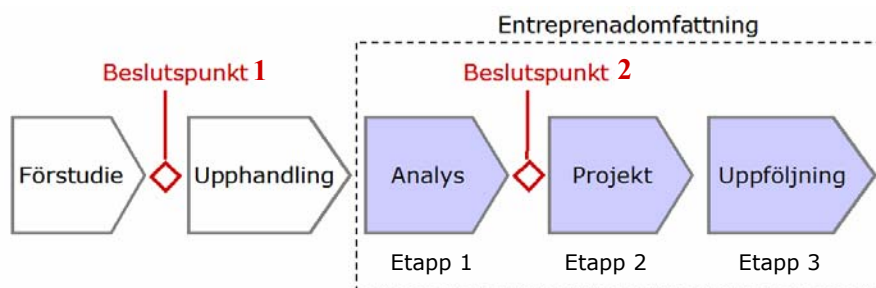 Entreprenadomfattning
Beslutspunkt 1
Beslutspunkt 2
Förstudie
Upphandling
Analys
Projekt
Uppföljning
Etapp 1
Etapp 2
Etapp 3